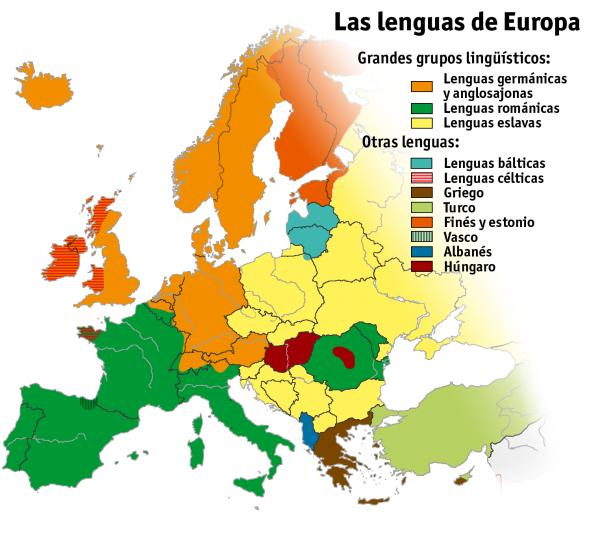 Las lenguas de Europa
Grandes grupos lingüísticos:
Lenguas germánicas
y anglosajonas
Lenguas románicas
Lenguas eslavas
Otras lenguas:
Lenguas bálticas
Lenguas célticas
Griego
Turco
Finés y estonio
Vasco
Albanés
Húngaro